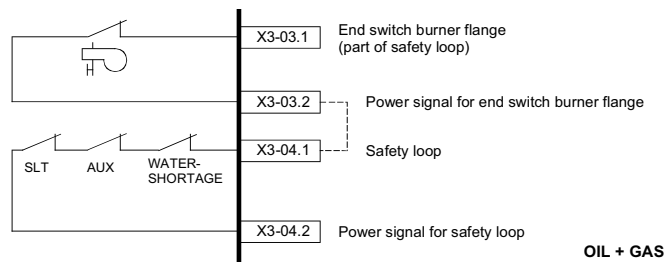 X3-03.1 End switch burner flange
(part of safety loop)
X3-03.2 Power signal for end switch burner flange
X3-04.1 Safety loop
SLT AUX WATER-
SHORTAGE
X3-04.2 Power signal for safety loop
OIL + GAS